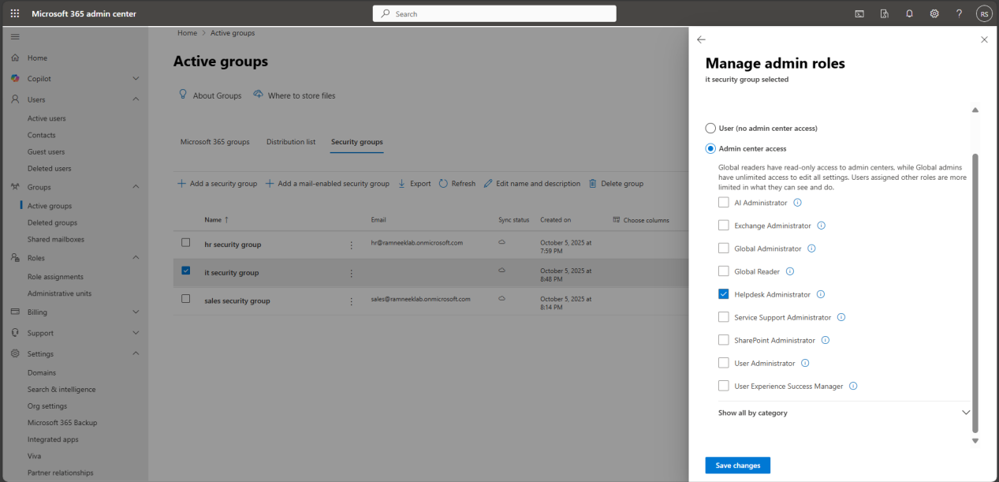 Microsoft 365 admin center
Search
RS
Home
Copilot
Users
Active users
Contacts
Guest users
Deleted users
Groups
Active groups
Deleted groups
Shared mailboxes
Roles
Role assignments
Administrative units
Billing
Support
Settings
Domains
Search & intelligence
Org settings
Microsoft 365 Backup
Integrated apps
Viva
Partner relationships
Home > Active groups
Active groups
About Groups Where to store files
Microsoft 365 groups Distribution list Security groups
Add a security group Add a mail-enabled security group Export Refresh Edit name and description Delete group
Name ↑ Email Sync status Created on Choose columns
hr security group hr@ramneeklab.onmicrosoft.com October 5, 2025 at
7:59 PM
it security group October 5, 2025 at
8:48 PM
sales security group sales@ramneeklab.onmicrosoft.com October 5, 2025 at
8:14 PM
Manage admin roles
it security group selected
User (no admin center access)
Admin center access
Global readers have read-only access to admin centers, while Global admins
have unlimited access to edit all settings. Users assigned other roles are more
limited in what they can see and do.
AI Administrator
Exchange Administrator
Global Administrator
Global Reader
Helpdesk Administrator
Service Support Administrator
SharePoint Administrator
User Administrator
User Experience Success Manager
Show all by category
Save changes